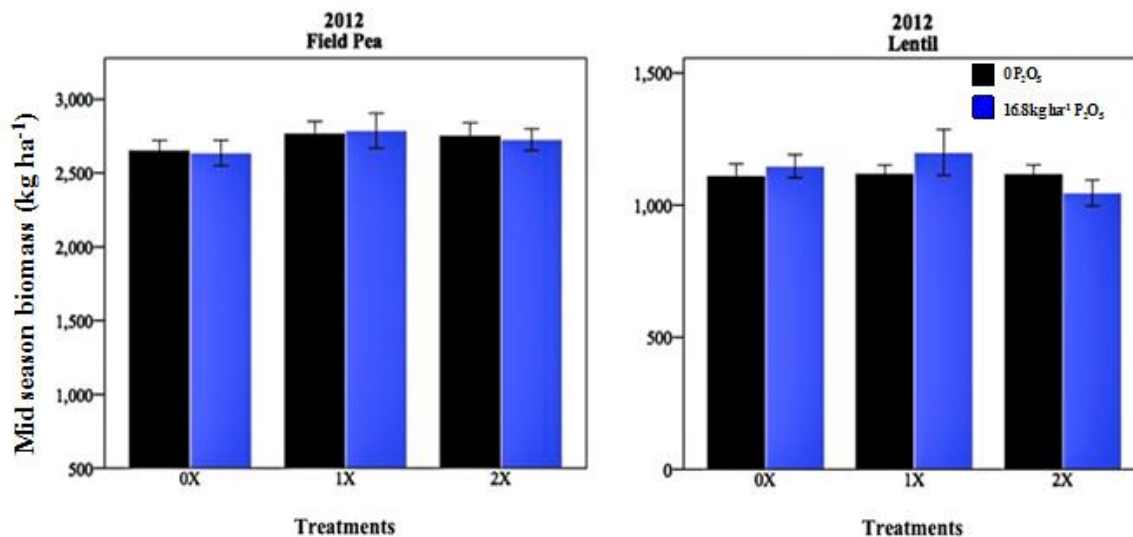 2012
Field Pea
Mid season biomass (kg ha⁻¹)
3,000
2,500
2,000
1,500
1,000
500
0X 1X 2X
Treatments
2012
Lentil
0 P₂O₅
16.8 kg ha⁻¹ P₂O₅
1,500
1,000
500
0
0X 1X 2X
Treatments